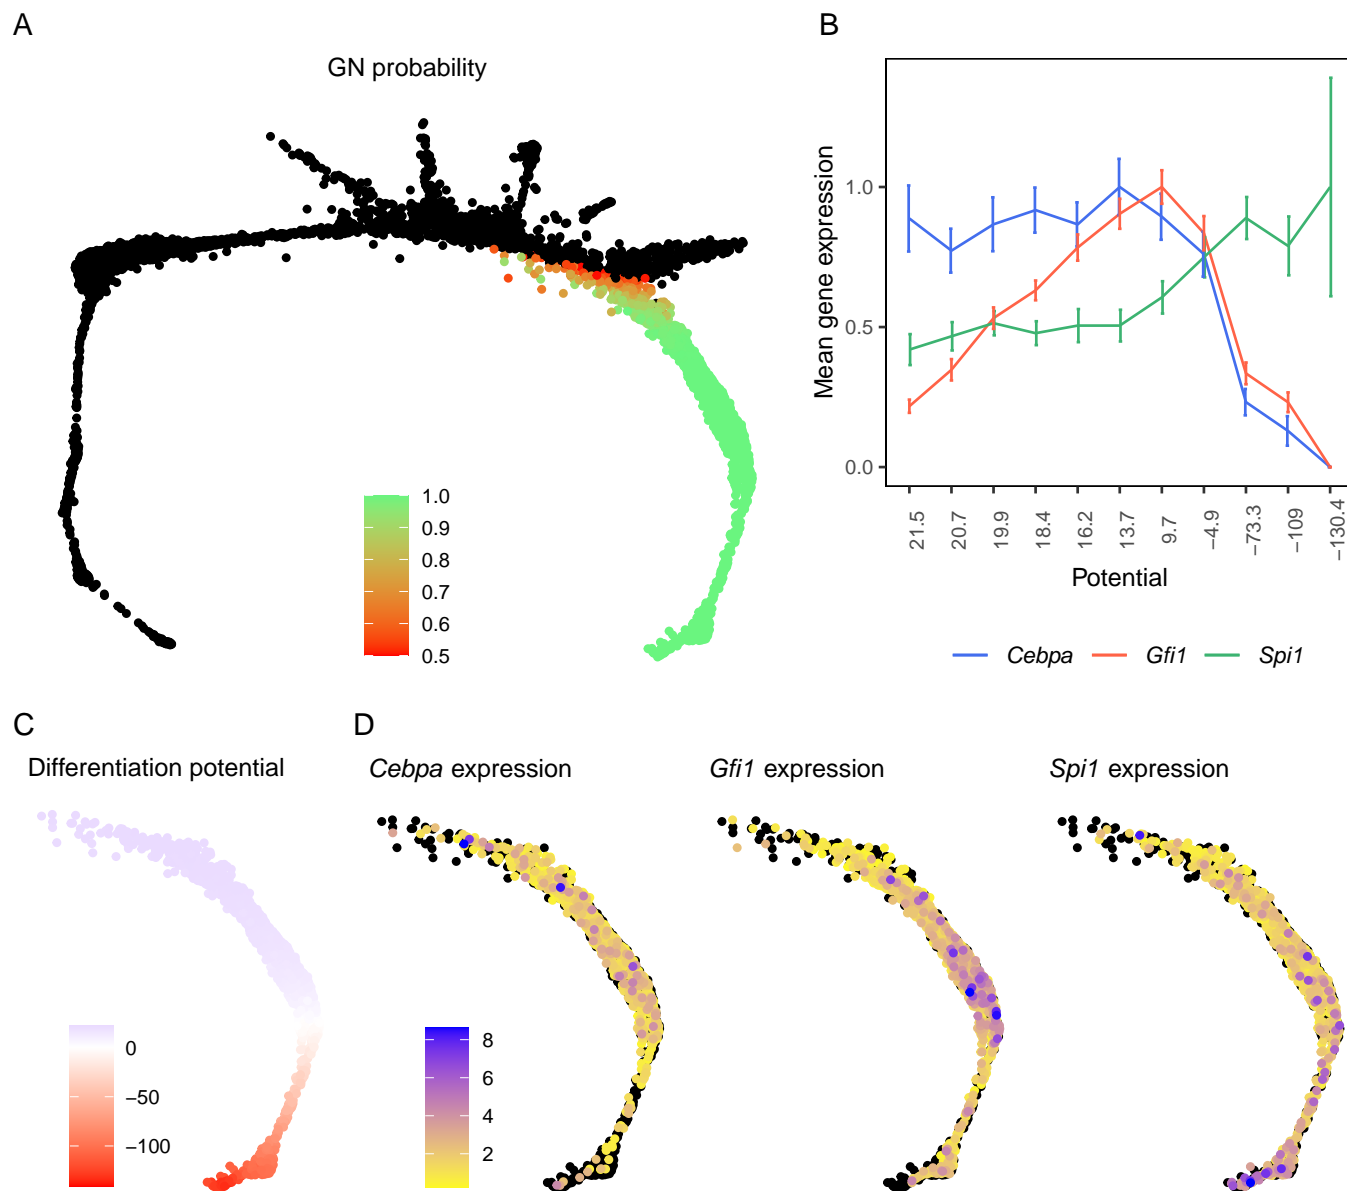 A
GN probability
1.0
0.9
0.8
0.7
0.6
0.5
B
Mean gene expression
1.0
0.5
0.0
21.5
20.7
19.9
18.4
16.2
13.7
9.7
−4.9
−73.3
−109
−130.4
Potential
Cebpa Gfi1 Spi1
C
Differentiation potential
0
−50
−100
D
Cebpa expression
Gfi1 expression
Spi1 expression
8
6
4
2